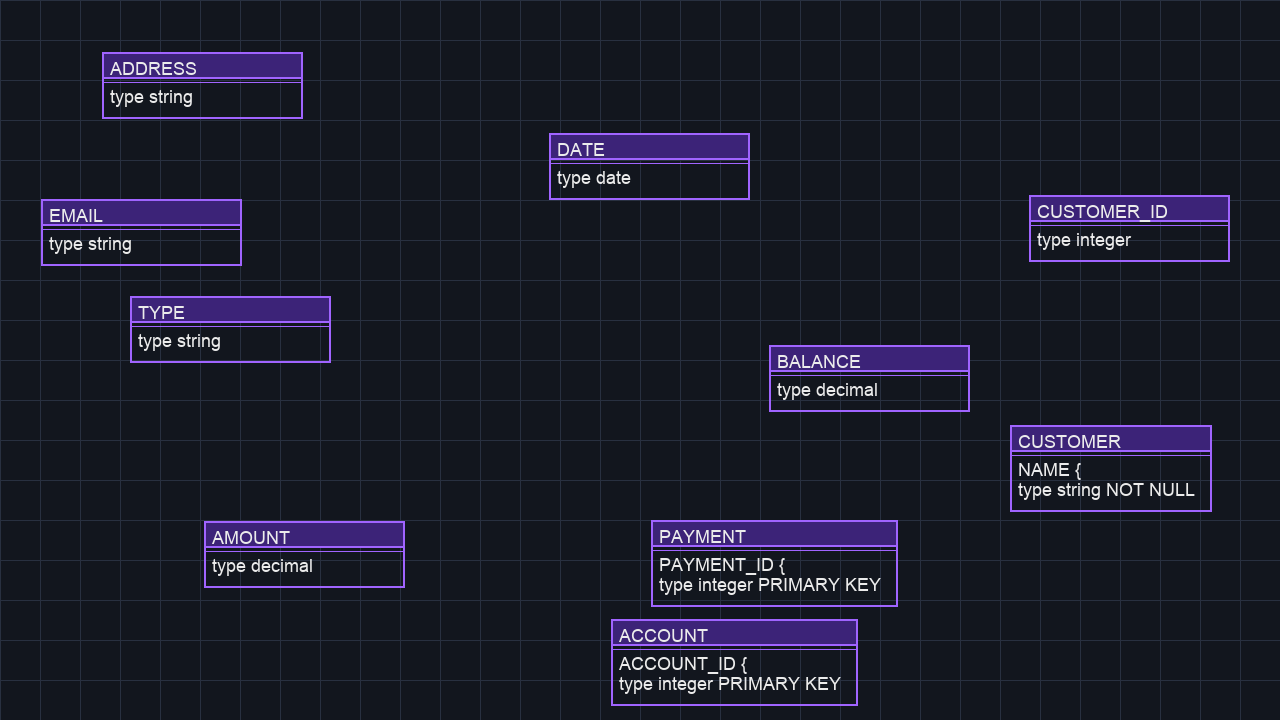 ADDRESS
type string
DATE
type date
EMAIL
type string
CUSTOMER_ID
type integer
TYPE
type string
BALANCE
type decimal
CUSTOMER
NAME {
type string NOT NULL
AMOUNT
type decimal
PAYMENT
PAYMENT_ID {
type integer PRIMARY KEY
ACCOUNT
ACCOUNT_ID {
type integer PRIMARY KEY